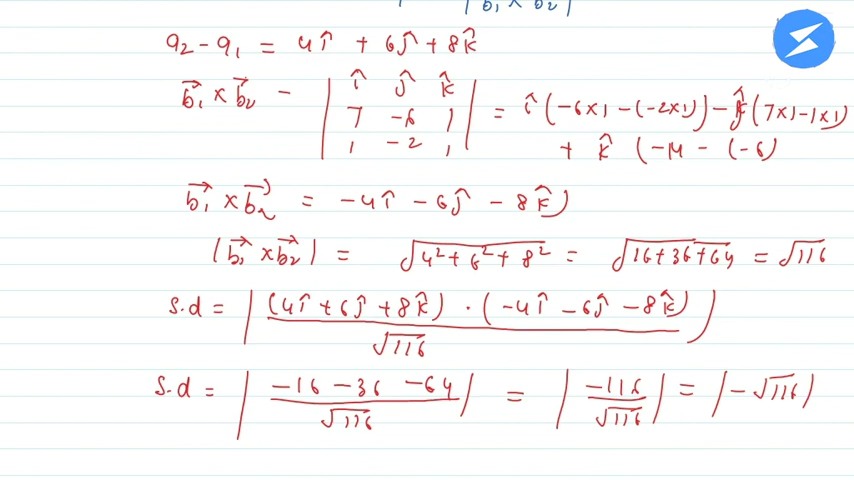 |b₁ × b₂|
a₂ - a₁ = 4î + 6ĵ + 8k̂
b⃗₁ × b⃗₂ - | î ĵ k̂ | = î (-6×1 - (-2×1)) - ĵ (7×1 - 1×1)
| 7 -6 1 |
| 1 -2 1 | + k̂ (-14 - (-6)
b⃗₁ × b⃗₂ = -4î - 6ĵ - 8k̂)
|b⃗₁ × b⃗₂| = √(4² + 6² + 8²) = √(16+36+64) = √116
S.d = | (4î + 6ĵ + 8k̂) · (-4î - 6ĵ - 8k̂) / √116 |
S.d = | -16 - 36 - 64 / √116 | = | -116 / √116 | = |-√116|